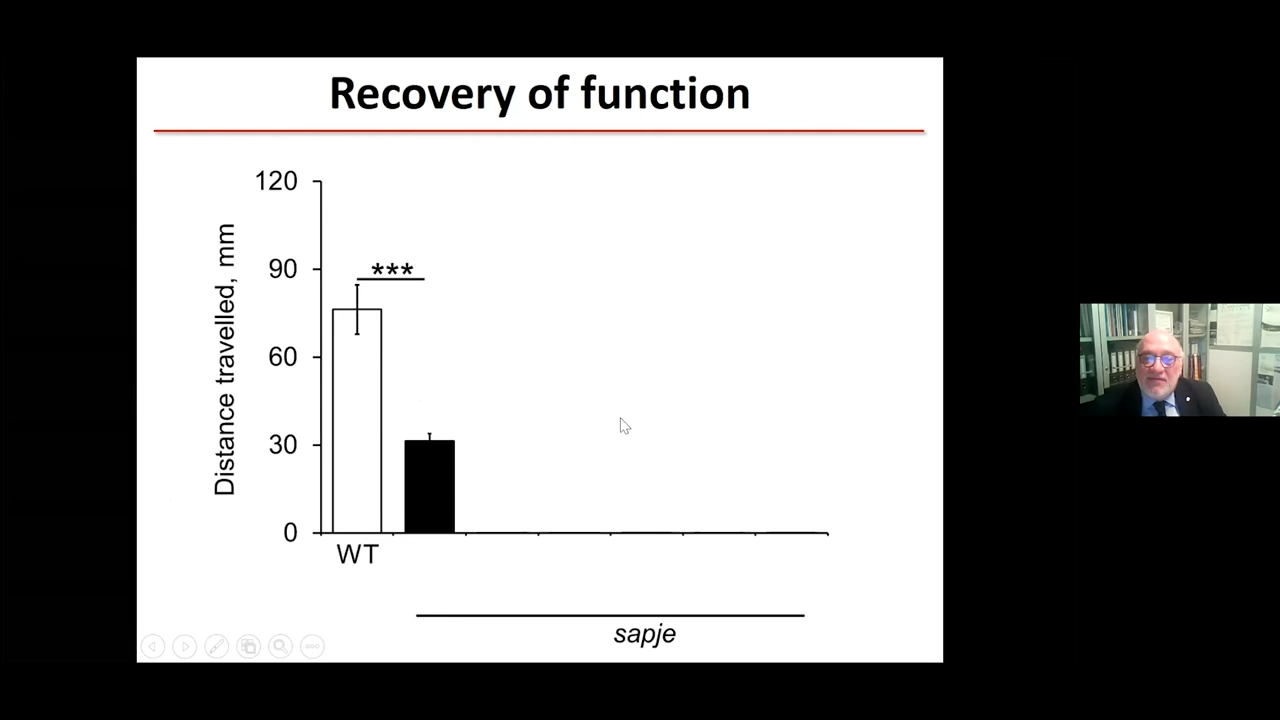 Recovery of function
120
90
60
30
0
Distance travelled, mm
***
WT
sapje